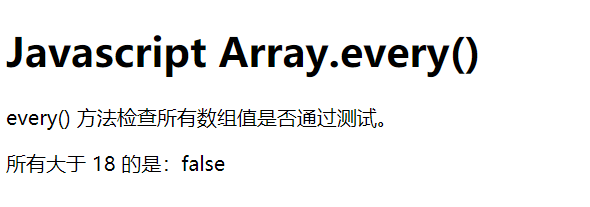 Javascript Array.every()
every() 方法检查所有数组值是否通过测试。
所有大于 18 的是：false